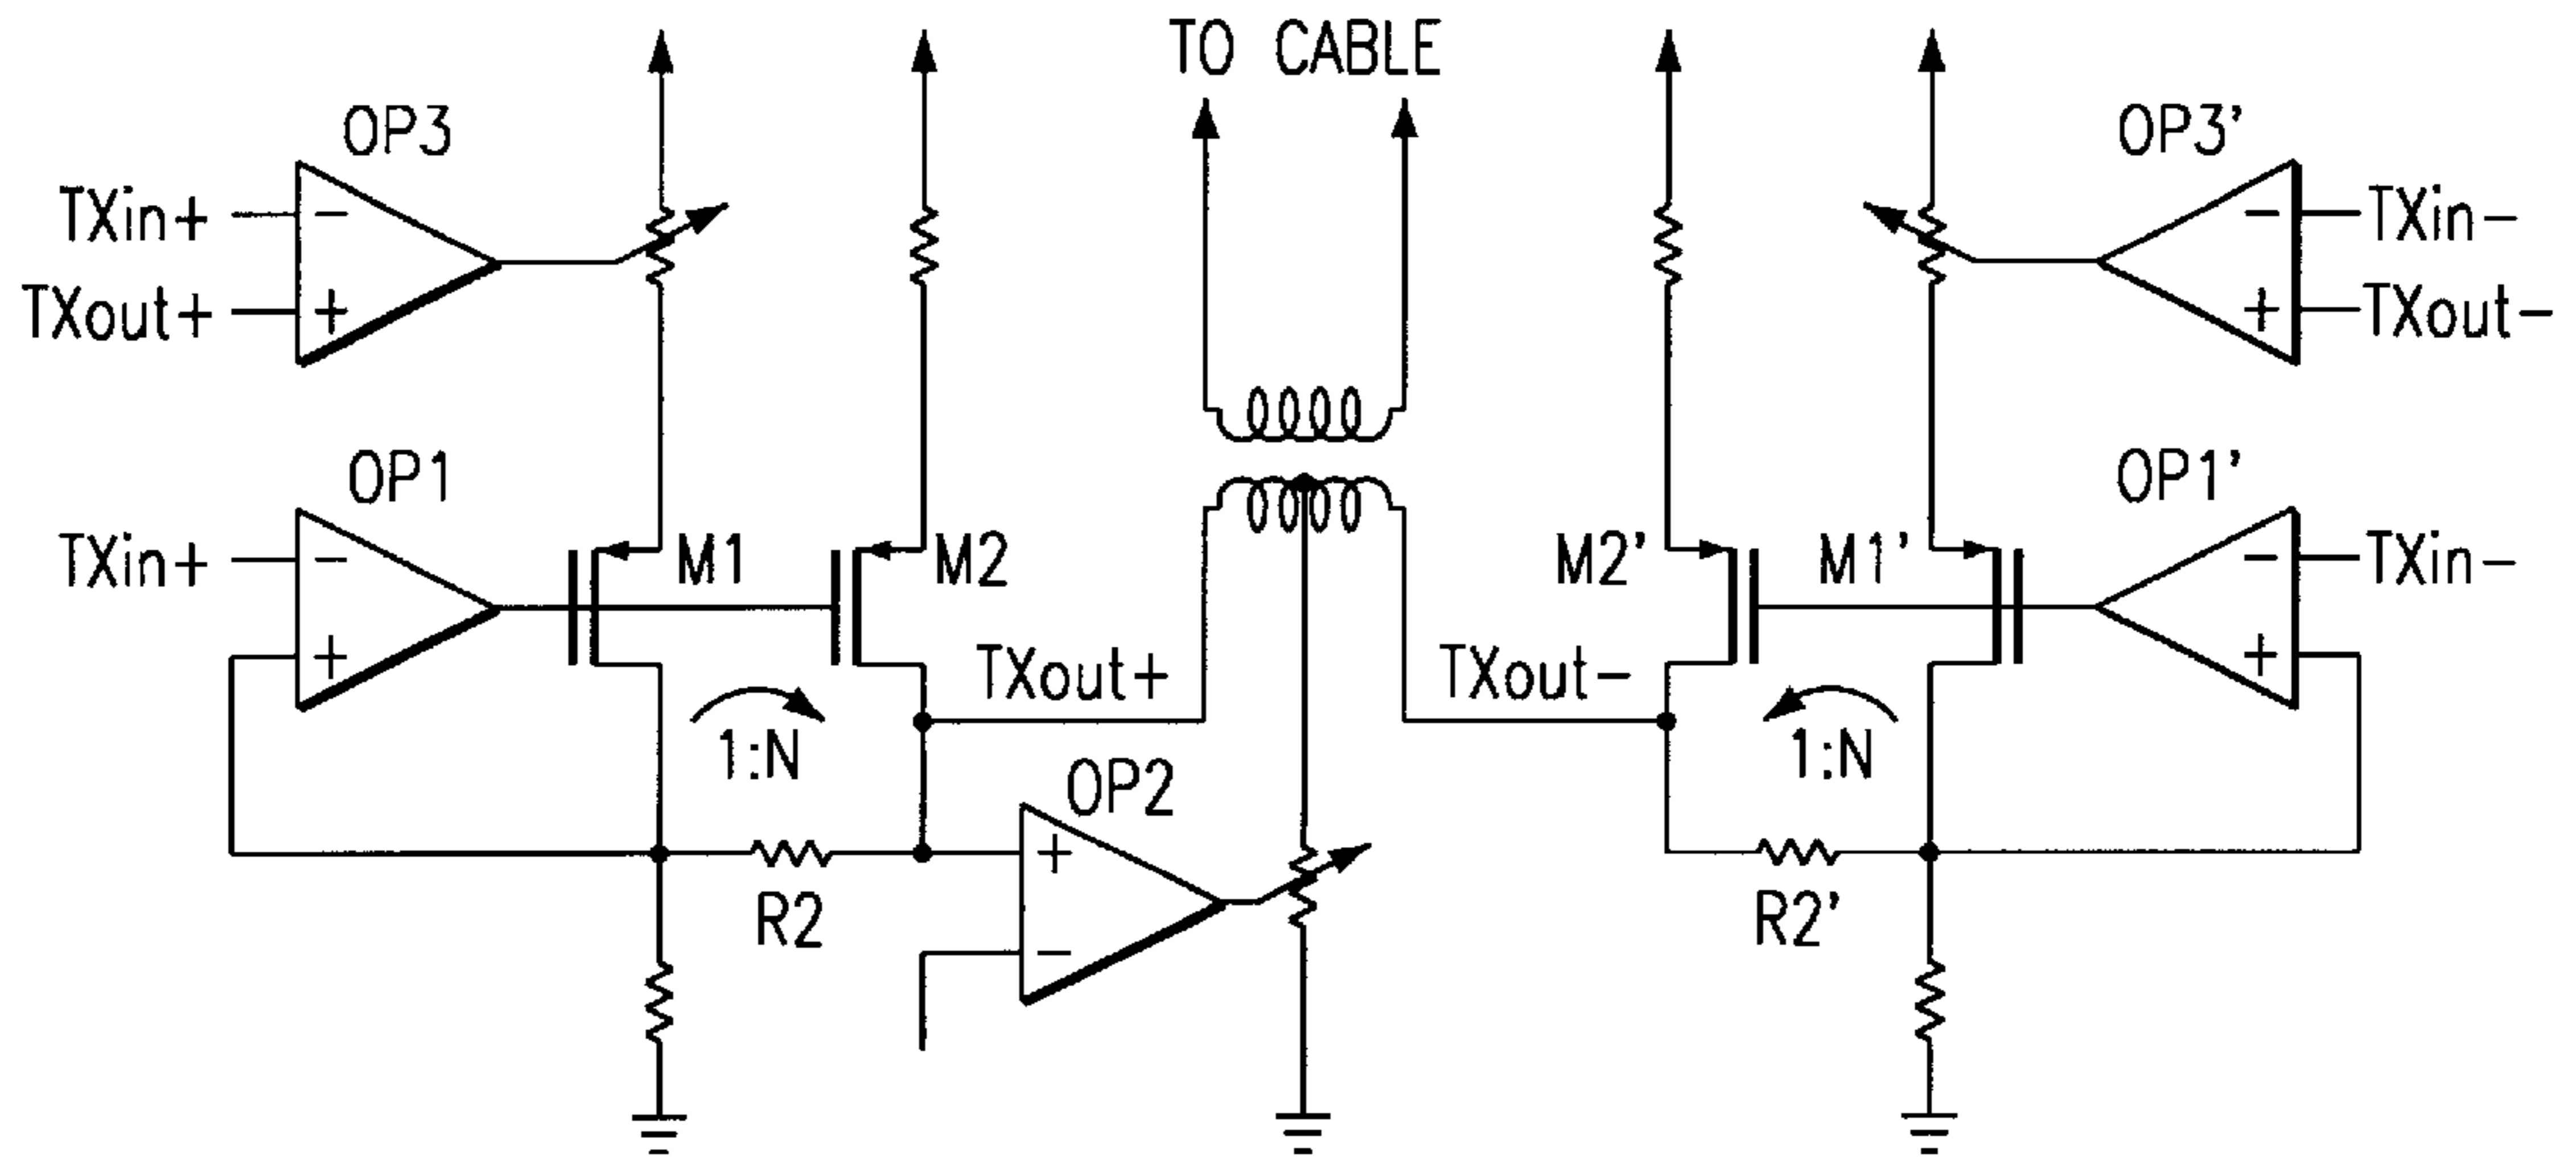 TO CABLE
OP3
OP3'
TXin+
−
−
TXin−
TXout+
+
+
TXout−
OP1
OP1'
TXin+
−
M1
M2
M2'
M1'
−
TXin−
+
TXout+
TXout−
+
1:N
1:N
OP2
+
R2
R2'
−